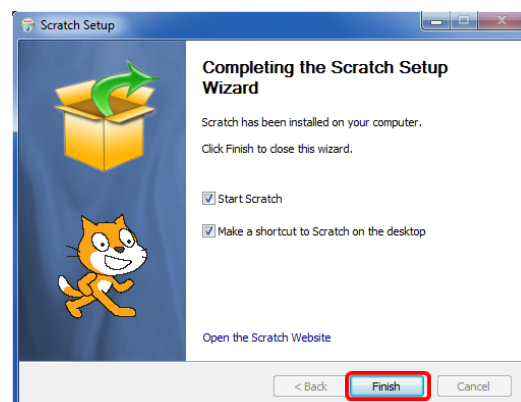 Scratch Setup
Completing the Scratch Setup
Wizard
Scratch has been installed on your computer.
Click Finish to close this wizard.
Start Scratch
Make a shortcut to Scratch on the desktop
Open the Scratch Website
< Back Finish Cancel